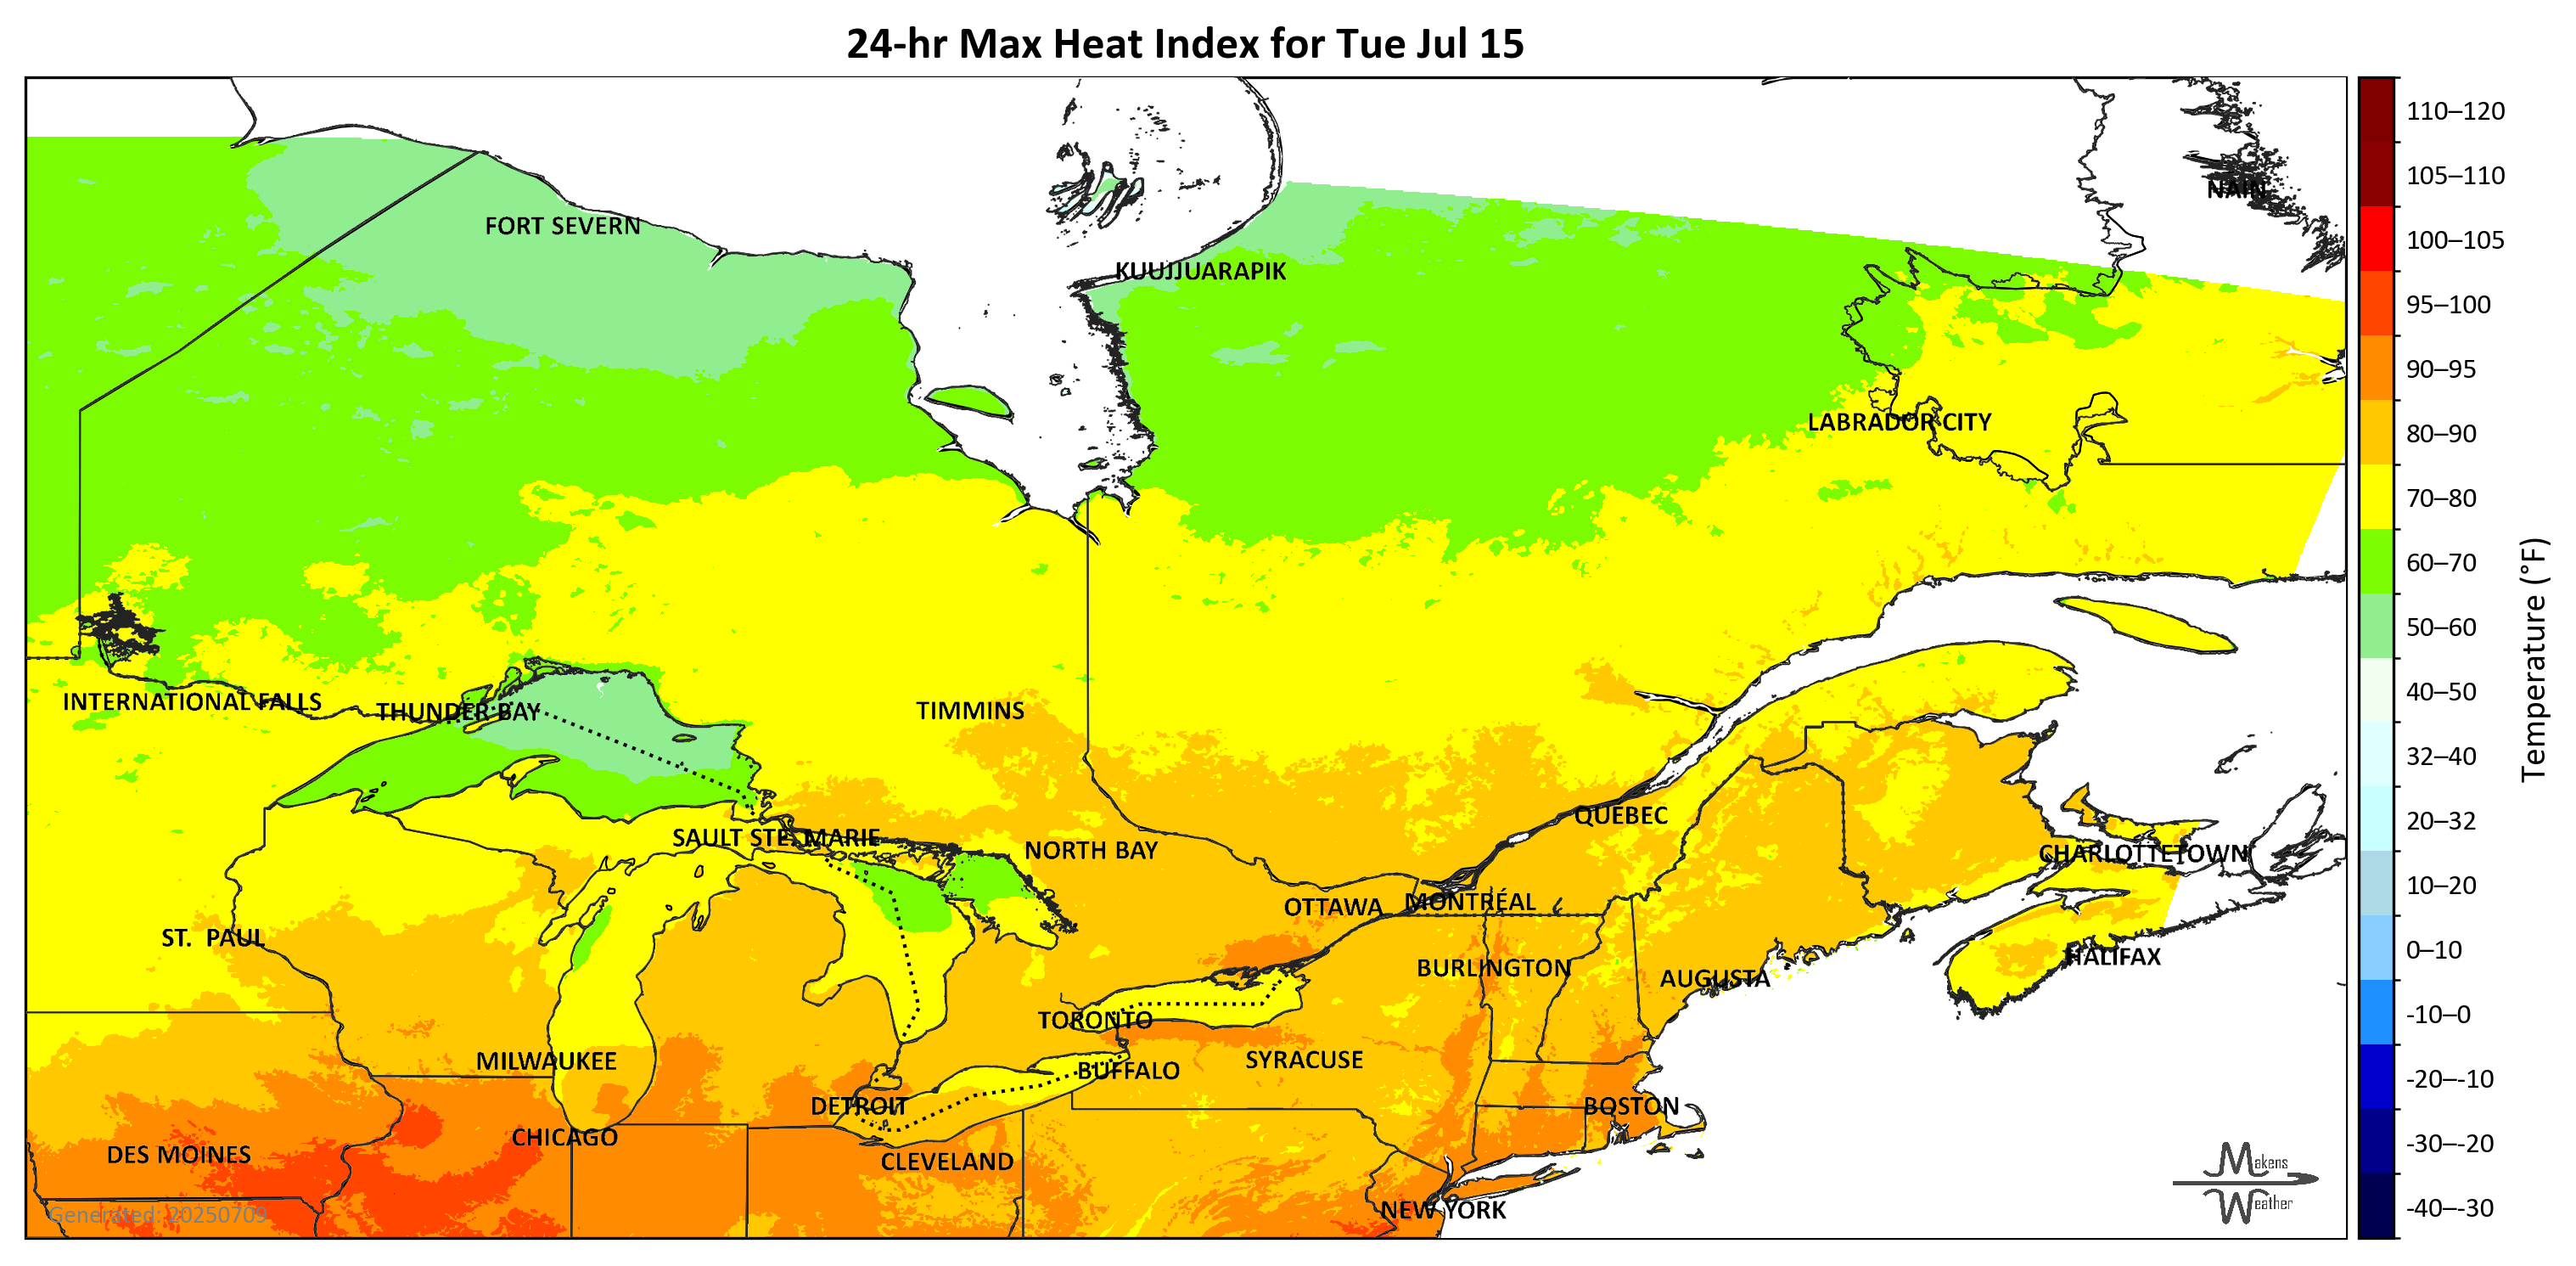 24-hr Max Heat Index for Tue Jul 15
NAIN
FORT SEVERN
KUUJJUARAPIK
LABRADOR CITY
INTERNATIONAL FALLS
THUNDER BAY
TIMMINS
QUÉBEC
SAULT STE. MARIE
NORTH BAY
CHARLOTTETOWN
OTTAWA
MONTRÉAL
ST. PAUL
HALIFAX
BURLINGTON
AUGUSTA
TORONTO
MILWAUKEE
BUFFALO
SYRACUSE
DETROIT
BOSTON
CHICAGO
DES MOINES
CLEVELAND
NEW YORK
Generated: 20250709
Makens
Weather
110–120
105–110
100–105
95–100
90–95
80–90
70–80
60–70
50–60
40–50
32–40
20–32
10–20
0–10
-10–0
-20–-10
-30–-20
-40–-30
Temperature (°F)